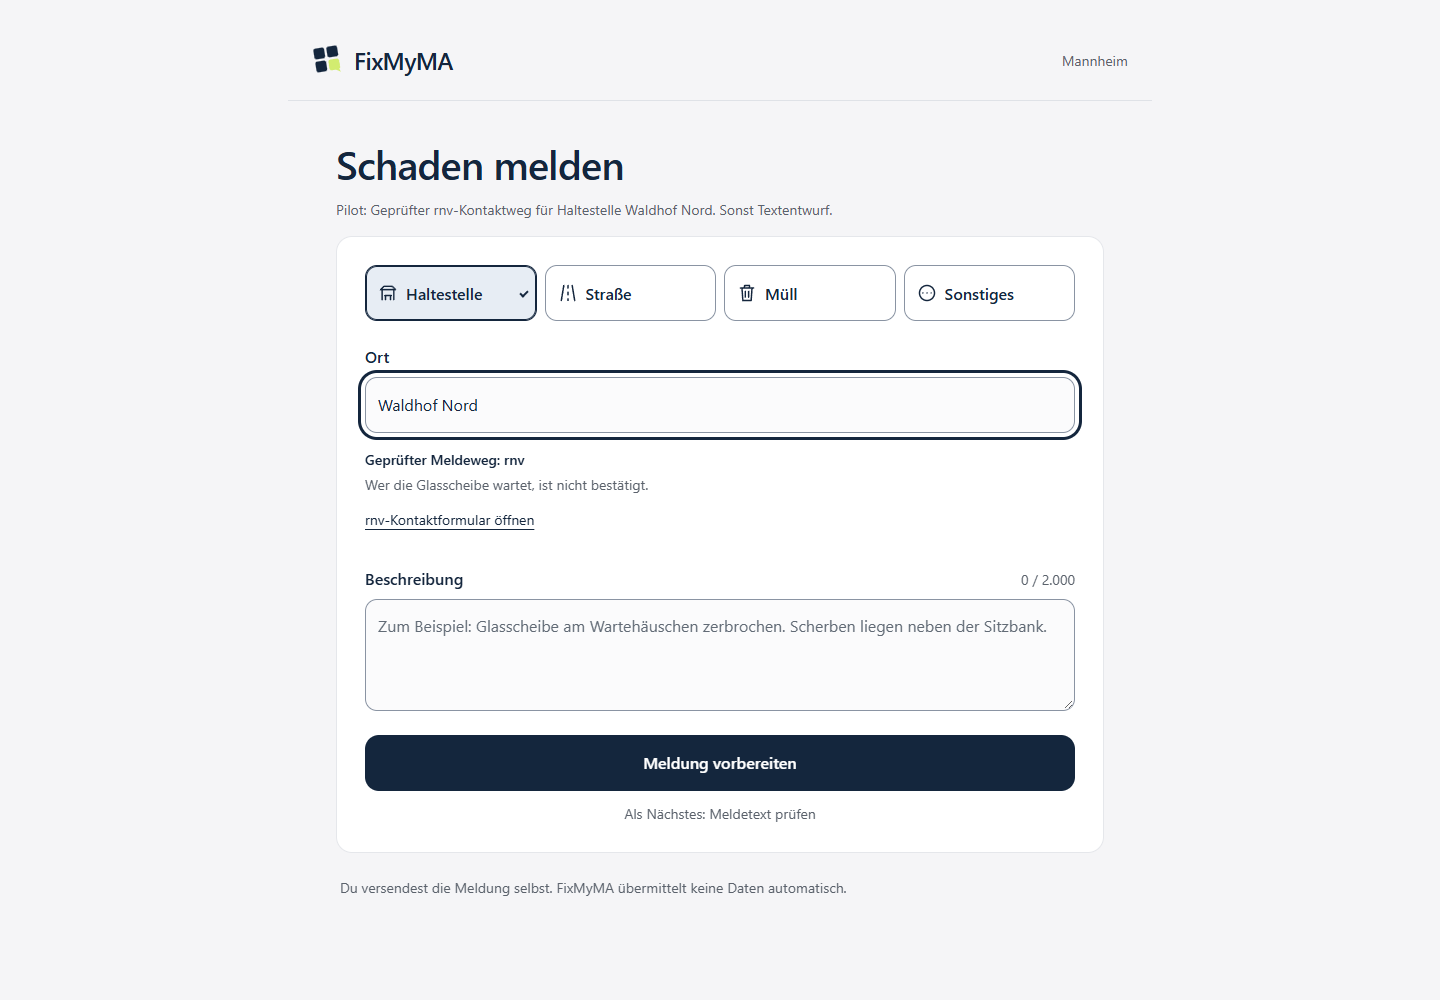 FixMyMA
Mannheim
Schaden melden
Pilot: Geprüfter rnv-Kontaktweg für Haltestelle Waldhof Nord. Sonst Textentwurf.
Haltestelle
Straße
Müll
Sonstiges
Ort
Waldhof Nord
Geprüfter Meldeweg: rnv
Wer die Glasscheibe wartet, ist nicht bestätigt.
rnv-Kontaktformular öffnen
Beschreibung
0 / 2.000
Zum Beispiel: Glasscheibe am Wartehäuschen zerbrochen. Scherben liegen neben der Sitzbank.
Meldung vorbereiten
Als Nächstes: Meldetext prüfen
Du versendest die Meldung selbst. FixMyMA übermittelt keine Daten automatisch.